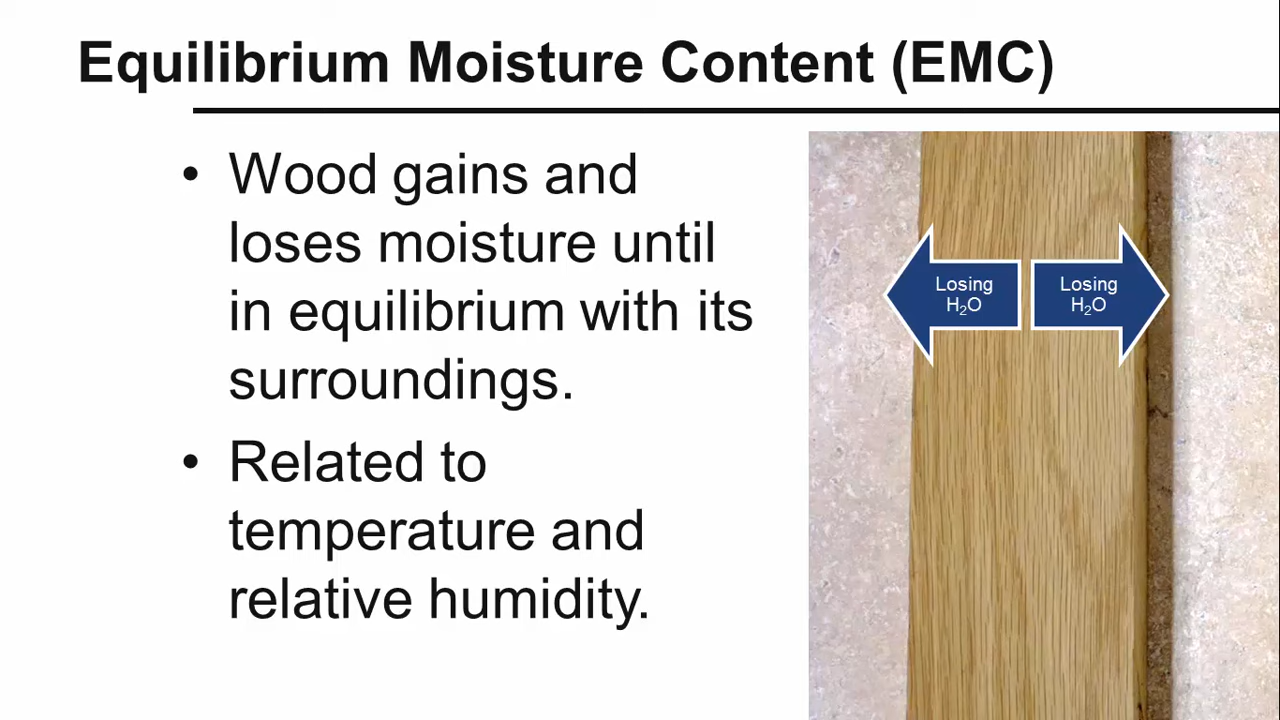 Equilibrium Moisture Content (EMC)
• Wood gains and
loses moisture until
in equilibrium with its
surroundings.
• Related to
temperature and
relative humidity.
Losing
H₂O
Losing
H₂O